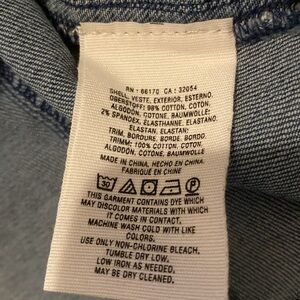 RN : 66170 CA : 32054
SHELL, VESTE, EXTERIOR, ESTERNO,
OBERSTOFF: 98% COTTON, COTON,
ALGODÓN, COTONE, BAUMWOLLE
2% SPANDEX, ÉLASTHANNE, ELASTANO,
ELASTAN, ELASTAN;
TRIM, BORDURE, BORDE, BORDO,
TRIMM: 100% COTTON, COTON,
ALGODÓN, COTONE, BAUMWOLLE
MADE IN CHINA, HECHO EN CHINA,
FABRIQUÉ EN CHINE
30
P
THIS GARMENT CONTAINS DYE WHICH
MAY DISCOLOR MATERIALS WITH WHICH
IT COMES IN CONTACT.
MACHINE WASH COLD WITH LIKE
COLORS.
USE ONLY NON-CHLORINE BLEACH.
TUMBLE DRY LOW.
LOW IRON AS NEEDED.
MAY BE DRY CLEANED.